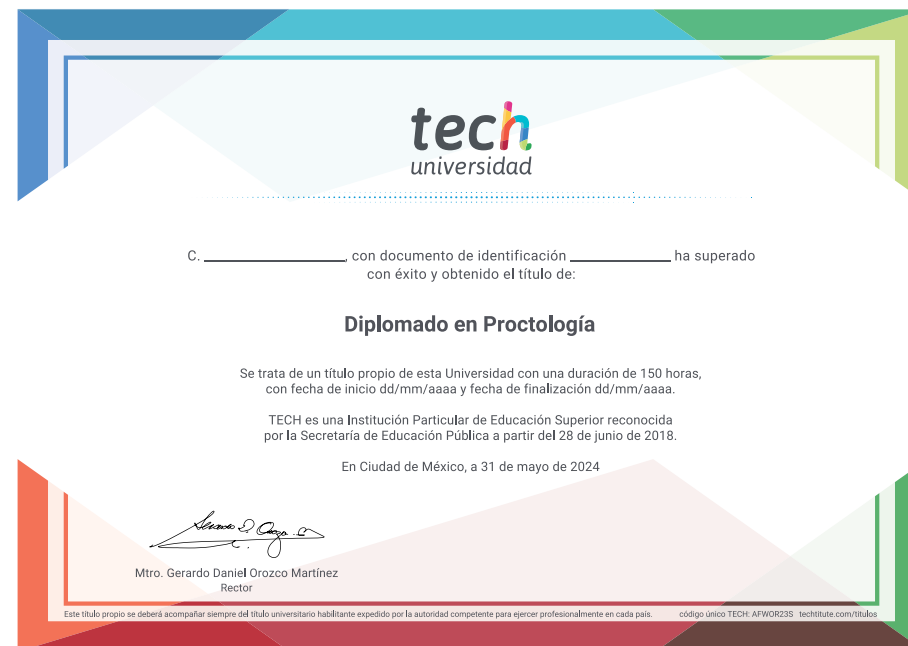 tech
universidad
C. ____________, con documento de identificación ____________ ha superado
con éxito y obtenido el título de:
Diplomado en Proctología
Se trata de un título propio de esta Universidad con una duración de 150 horas,
con fecha de inicio dd/mm/aaaa y fecha de finalización dd/mm/aaaa.
TECH es una Institución Particular de Educación Superior reconocida
por la Secretaría de Educación Pública a partir del 28 de junio de 2018.
En Ciudad de México, a 31 de mayo de 2024
Mtro. Gerardo Daniel Orozco Martínez
Rector
Este título propio se deberá acompañar siempre del título universitario habilitante expedido por la autoridad competente para ejercer profesionalmente en cada país. código único TECH: AFWOR23S techtitute.com/titulos